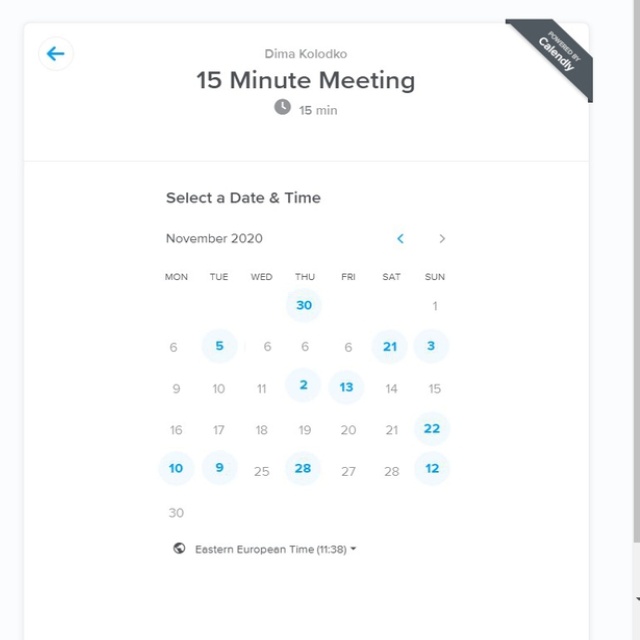 POWERED BY
Calendly
Dima Kolodko
15 Minute Meeting
15 min
Select a Date & Time
November 2020
MON TUE WED THU FRI SAT SUN
30 1
6 5 6 6 6 21 3
9 10 11 2 13 14 15
16 17 18 19 20 21 22
10 9 25 28 27 28 12
30
Eastern European Time (11:38)